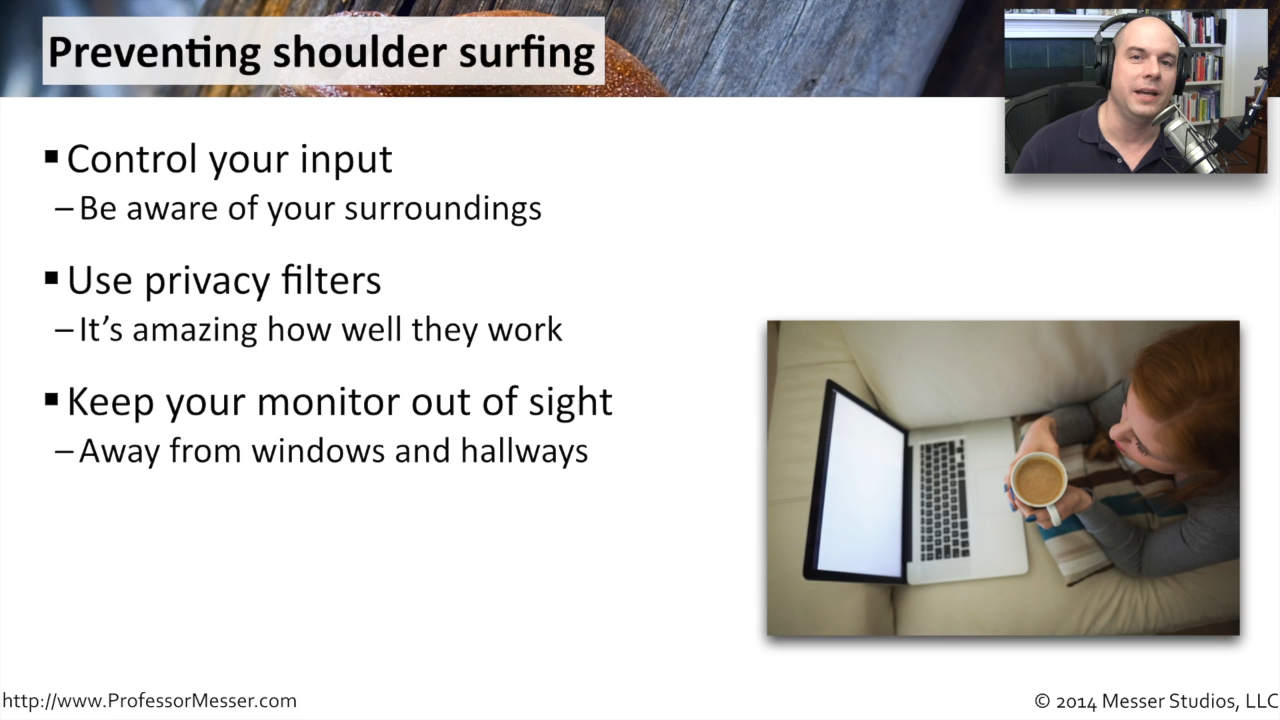 Preventing shoulder surfing
▪ Control your input
– Be aware of your surroundings
▪ Use privacy filters
– It’s amazing how well they work
▪ Keep your monitor out of sight
– Away from windows and hallways
http://www.ProfessorMesser.com
© 2014 Messer Studios, LLC